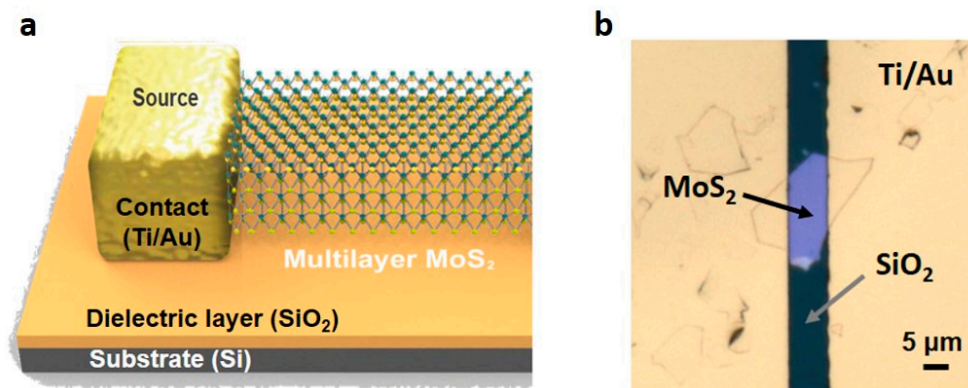 a
Source
Contact
(Ti/Au)
Multilayer MoS₂
Dielectric layer (SiO₂)
Substrate (Si)
b
Ti/Au
MoS₂
SiO₂
5 µm